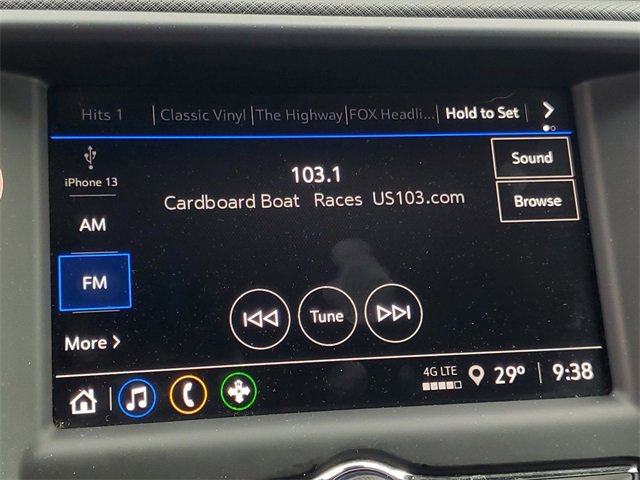 Hits 1 Classic Vinyl The Highway FOX Headli... Hold to Set
iPhone 13
103.1
Cardboard Boat Races US103.com
Sound
Browse
AM
FM
More
Tune
4G LTE
29°
9:38